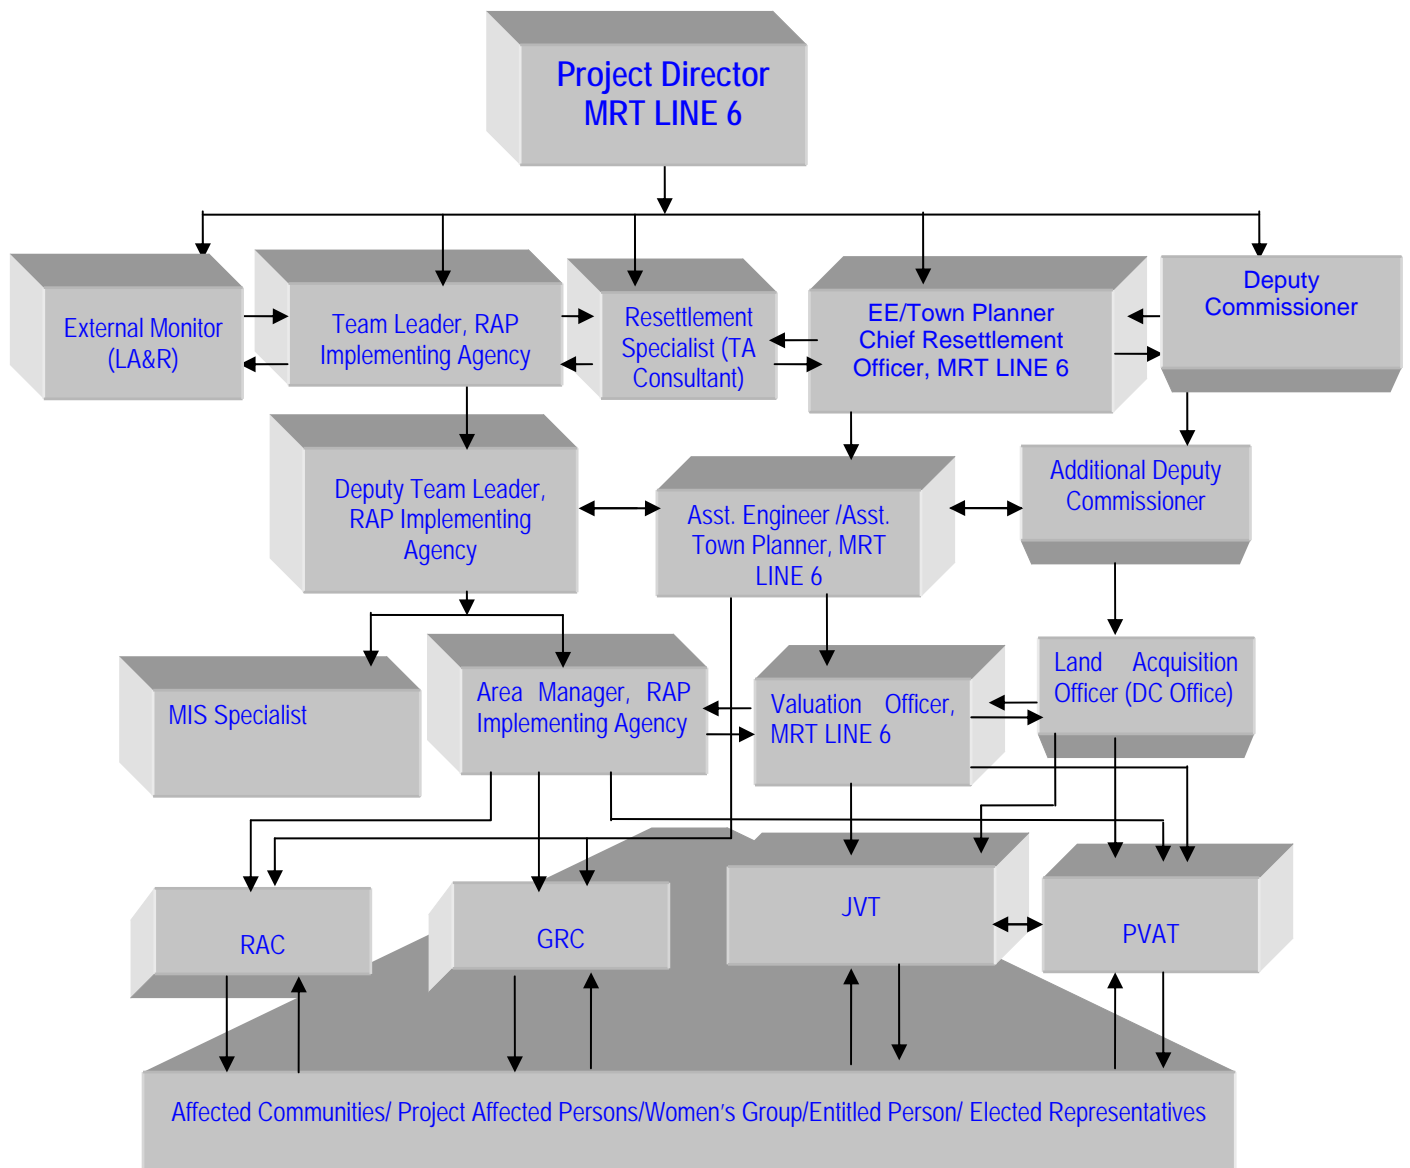 Project Director
MRT LINE 6
External Monitor
(LA&R)
Team Leader, RAP
Implementing Agency
Resettlement
Specialist (TA
Consultant)
EE/Town Planner
Chief Resettlement
Officer, MRT LINE 6
Deputy
Commissioner
Deputy Team Leader,
RAP Implementing
Agency
Asst. Engineer /Asst.
Town Planner, MRT
LINE 6
Additional Deputy
Commissioner
MIS Specialist
Area Manager, RAP
Implementing Agency
Valuation Officer,
MRT LINE 6
Land Acquisition
Officer (DC Office)
RAC
GRC
JVT
PVAT
Affected Communities/ Project Affected Persons/Women's Group/Entitled Person/ Elected Representatives